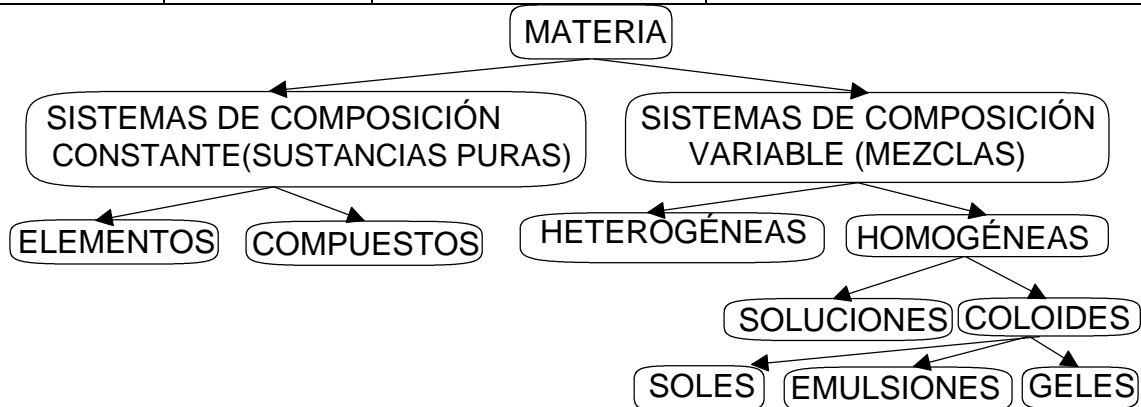 MATERIA
SISTEMAS DE COMPOSICIÓN
CONSTANTE(SUSTANCIAS PURAS)
SISTEMAS DE COMPOSICIÓN
VARIABLE (MEZCLAS)
ELEMENTOS
COMPUESTOS
HETEROGÉNEAS
HOMOGÉNEAS
SOLUCIONES
COLOIDES
SOLES
EMULSIONES
GELES